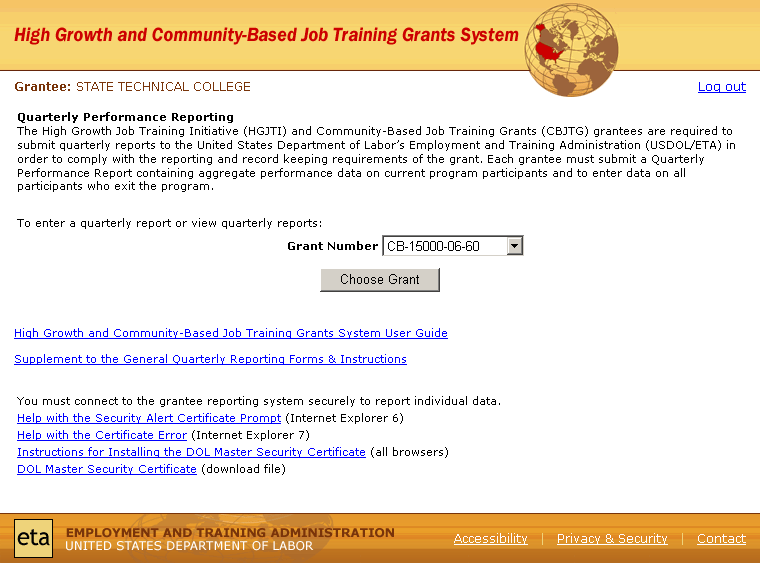 High Growth and Community-Based Job Training Grants System
Grantee: STATE TECHNICAL COLLEGE
Log out
Quarterly Performance Reporting
The High Growth Job Training Initiative (HGJTI) and Community-Based Job Training Grants (CBJTG) grantees are required to
submit quarterly reports to the United States Department of Labor's Employment and Training Administration (USDOL/ETA) in
order to comply with the reporting and record keeping requirements of the grant. Each grantee must submit a Quarterly
Performance Report containing aggregate performance data on current program participants and to enter data on all
participants who exit the program.
To enter a quarterly report or view quarterly reports:
Grant Number CB-15000-06-60
Choose Grant
High Growth and Community-Based Job Training Grants System User Guide
Supplement to the General Quarterly Reporting Forms & Instructions
You must connect to the grantee reporting system securely to report individual data.
Help with the Security Alert Certificate Prompt (Internet Explorer 6)
Help with the Certificate Error (Internet Explorer 7)
Instructions for Installing the DOL Master Security Certificate (all browsers)
DOL Master Security Certificate (download file)
eta
EMPLOYMENT AND TRAINING ADMINISTRATION
UNITED STATES DEPARTMENT OF LABOR
Accessibility | Privacy & Security | Contact